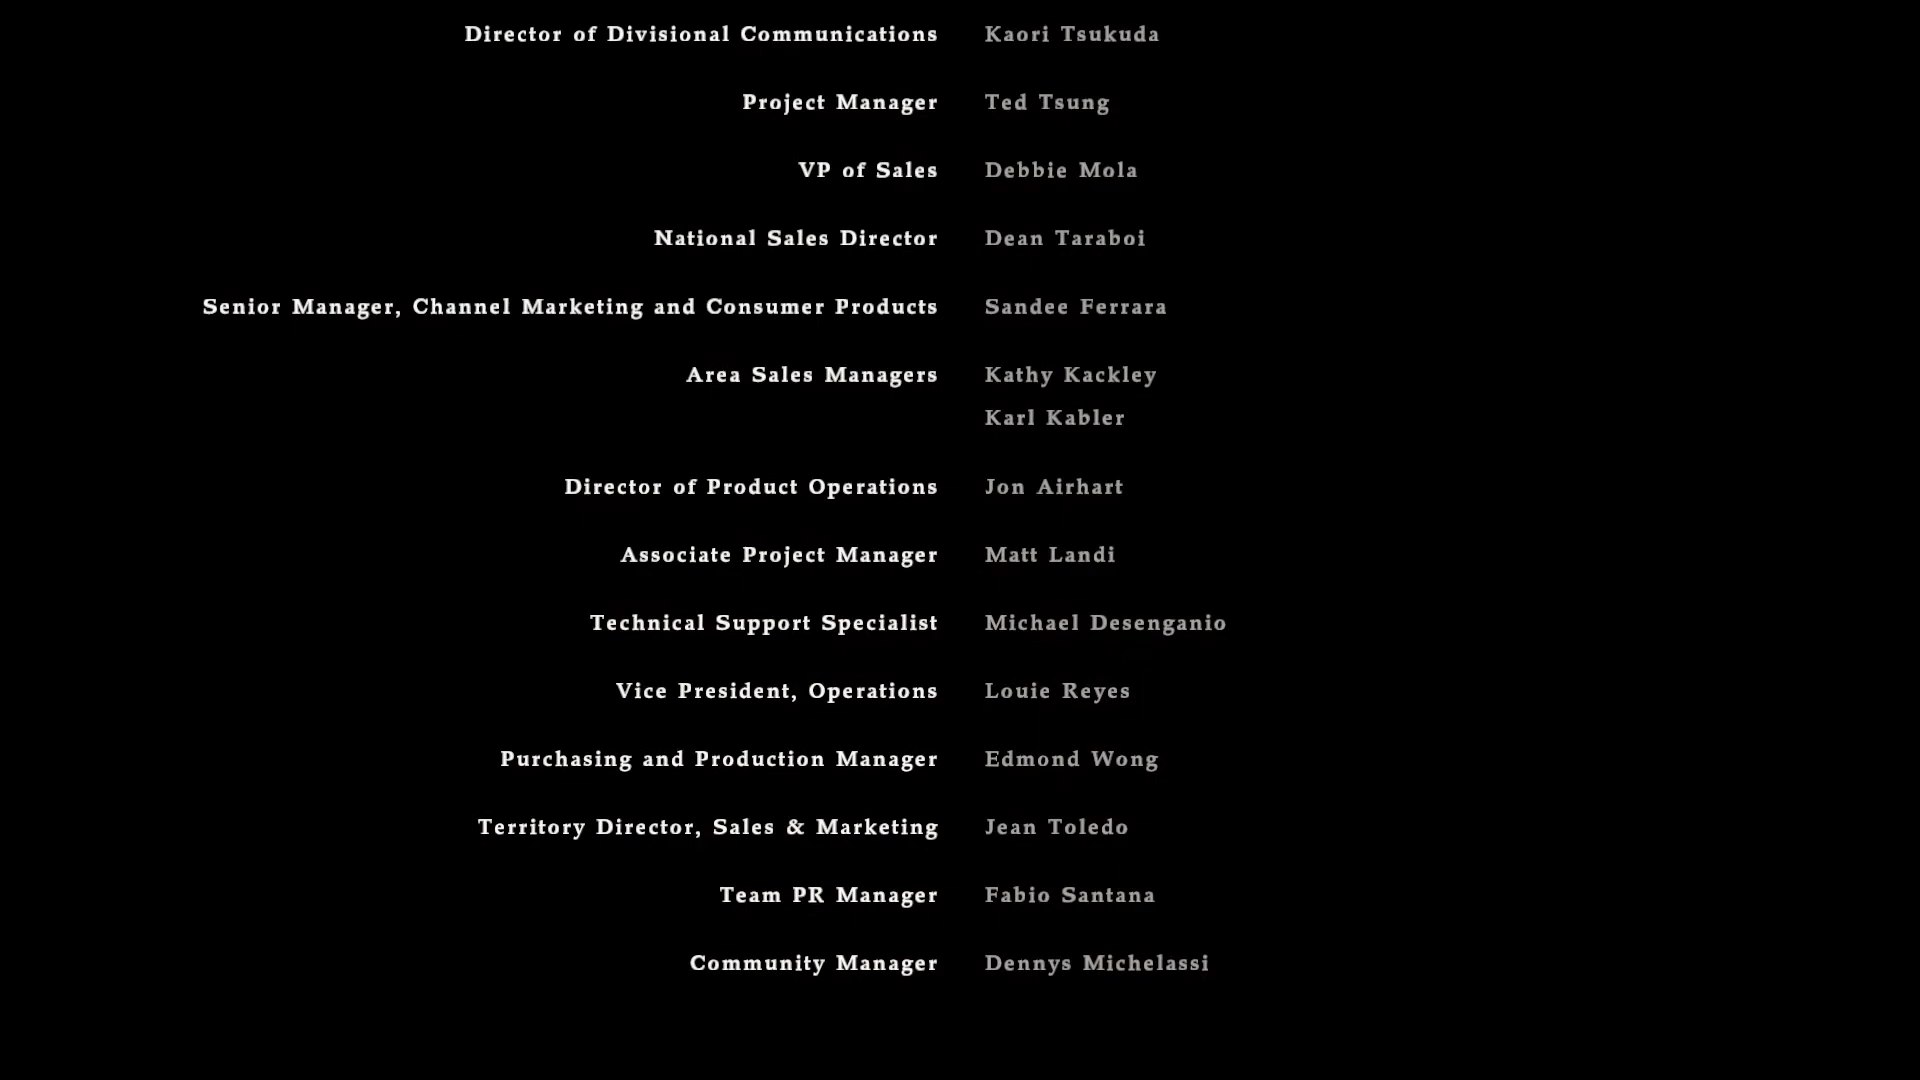 Director of Divisional Communications Kaori Tsukuda
Project Manager Ted Tsung
VP of Sales Debbie Mola
National Sales Director Dean Taraboi
Senior Manager, Channel Marketing and Consumer Products Sandee Ferrara
Area Sales Managers Kathy Kackley
Karl Kabler
Director of Product Operations Jon Airhart
Associate Project Manager Matt Landi
Technical Support Specialist Michael Desenganio
Vice President, Operations Louie Reyes
Purchasing and Production Manager Edmond Wong
Territory Director, Sales & Marketing Jean Toledo
Team PR Manager Fabio Santana
Community Manager Dennys Michelassi